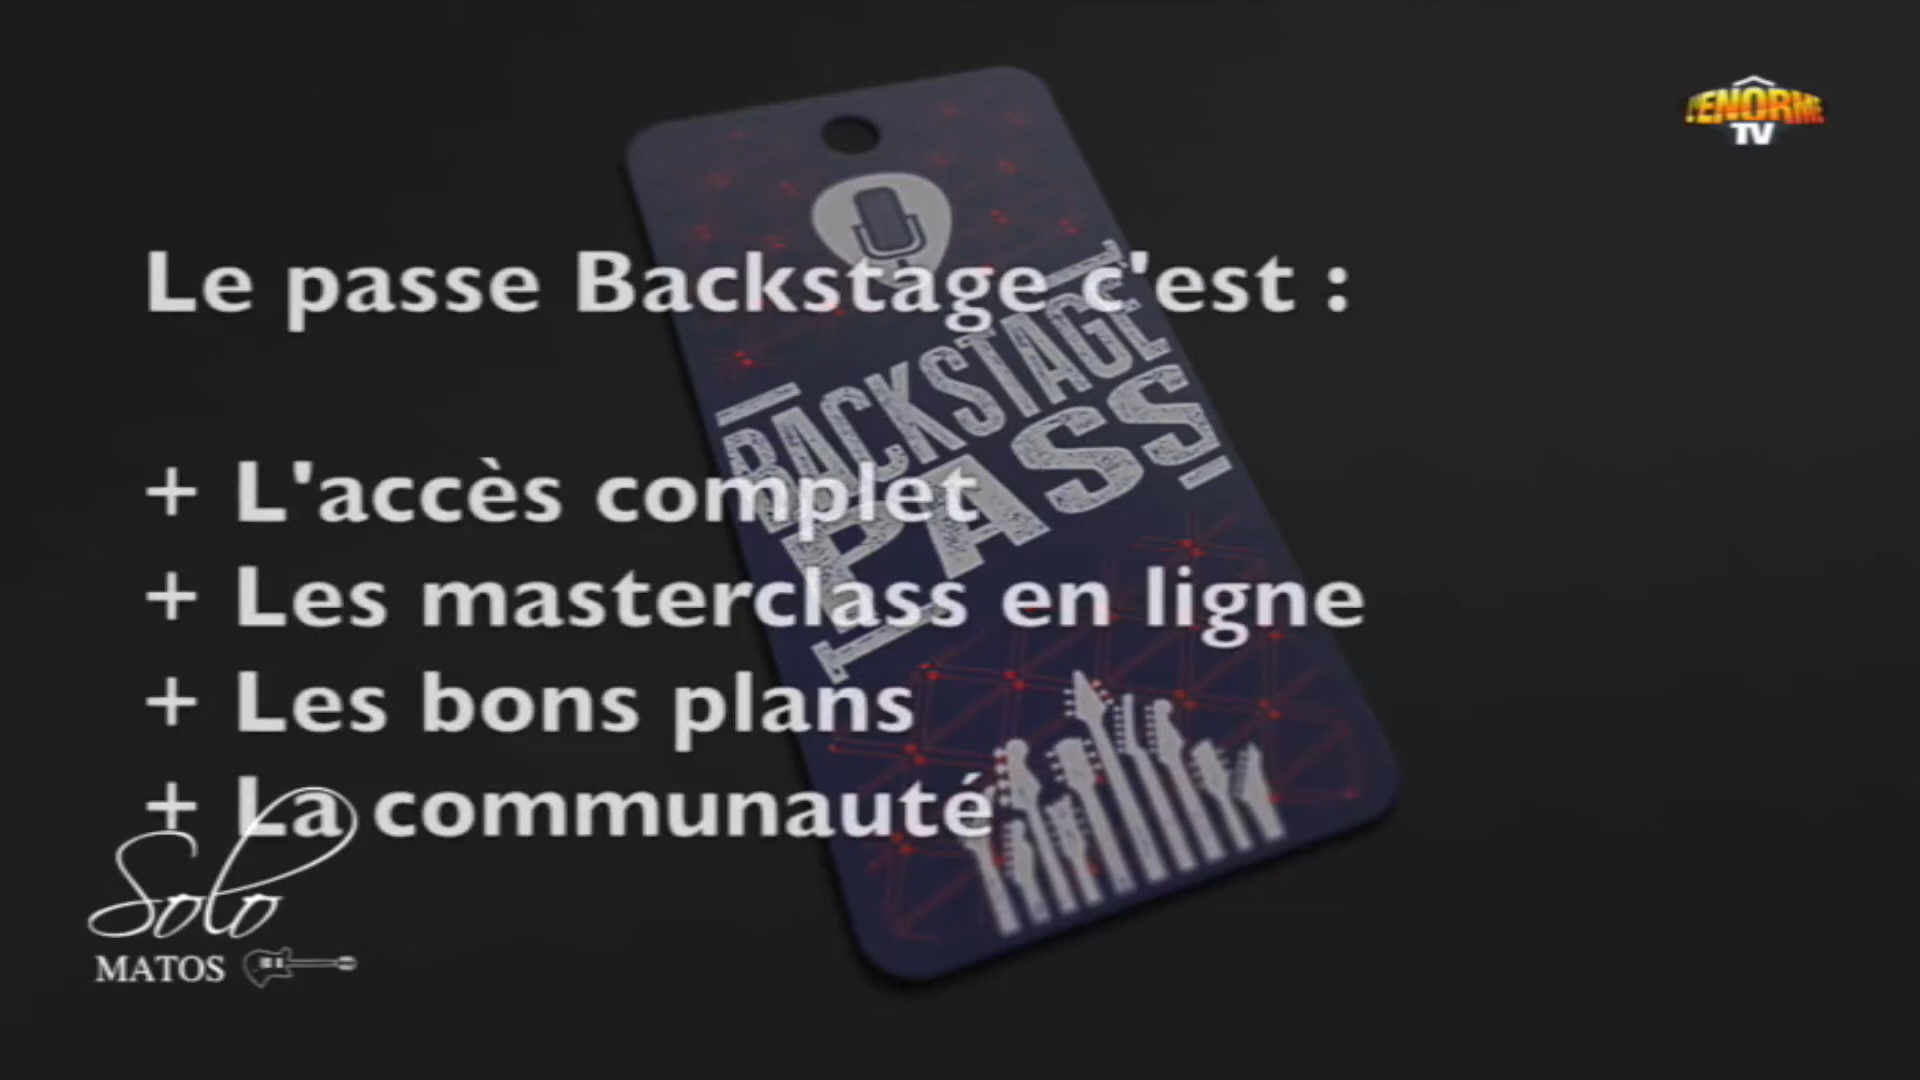 L'ENORME
TV
Le passe Backstage c'est :
BACKSTAGE
PASS
+ L'accès complet
+ Les masterclass en ligne
+ Les bons plans
+ La communauté
Solo
MATOS